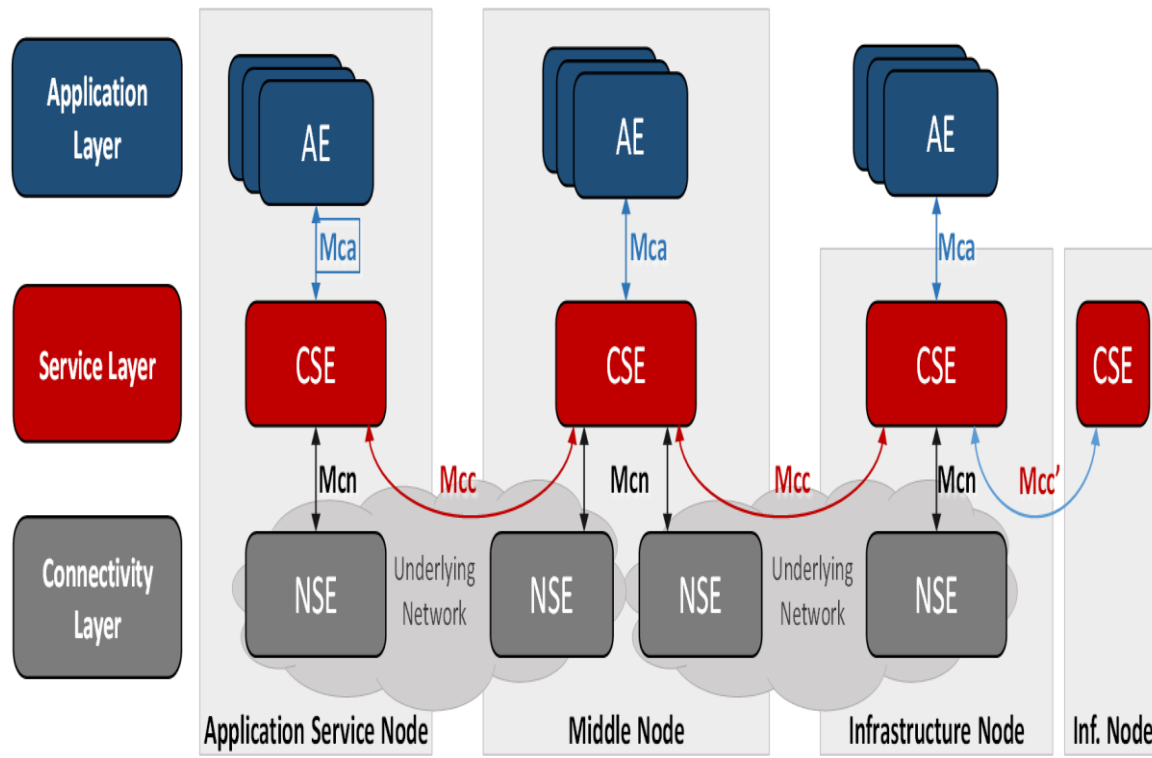 Application
Layer
AE
AE
AE
Mca
Mca
Mca
Service Layer
CSE
CSE
CSE
CSE
Mcn
Mcc
Mcn
Mcc
Mcn
Mcc’
Connectivity
Layer
NSE
Underlying
Network
NSE
NSE
Underlying
Network
NSE
Application Service Node
Middle Node
Infrastructure Node
Inf. Node